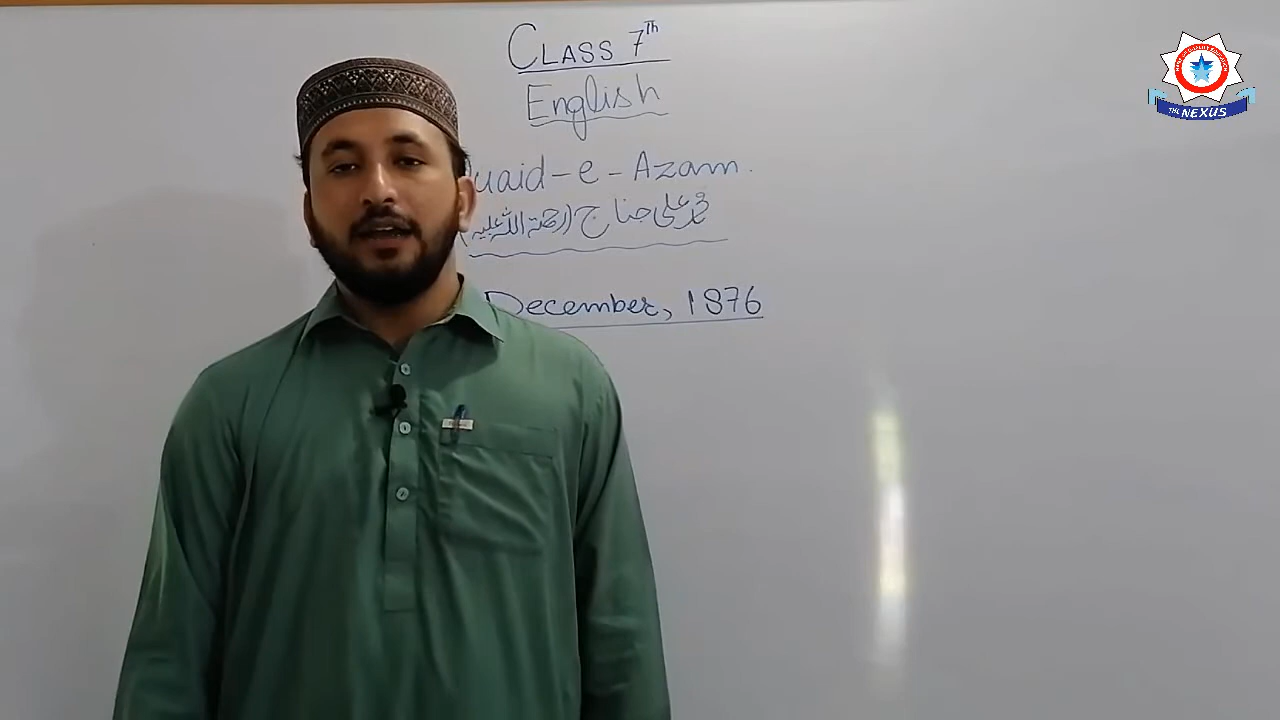 CLASS 7th
English
uaid-e-Azam.
محمد علی جناح (رحمۃ اللہ علیہ)
December, 1876
THE NEXUS